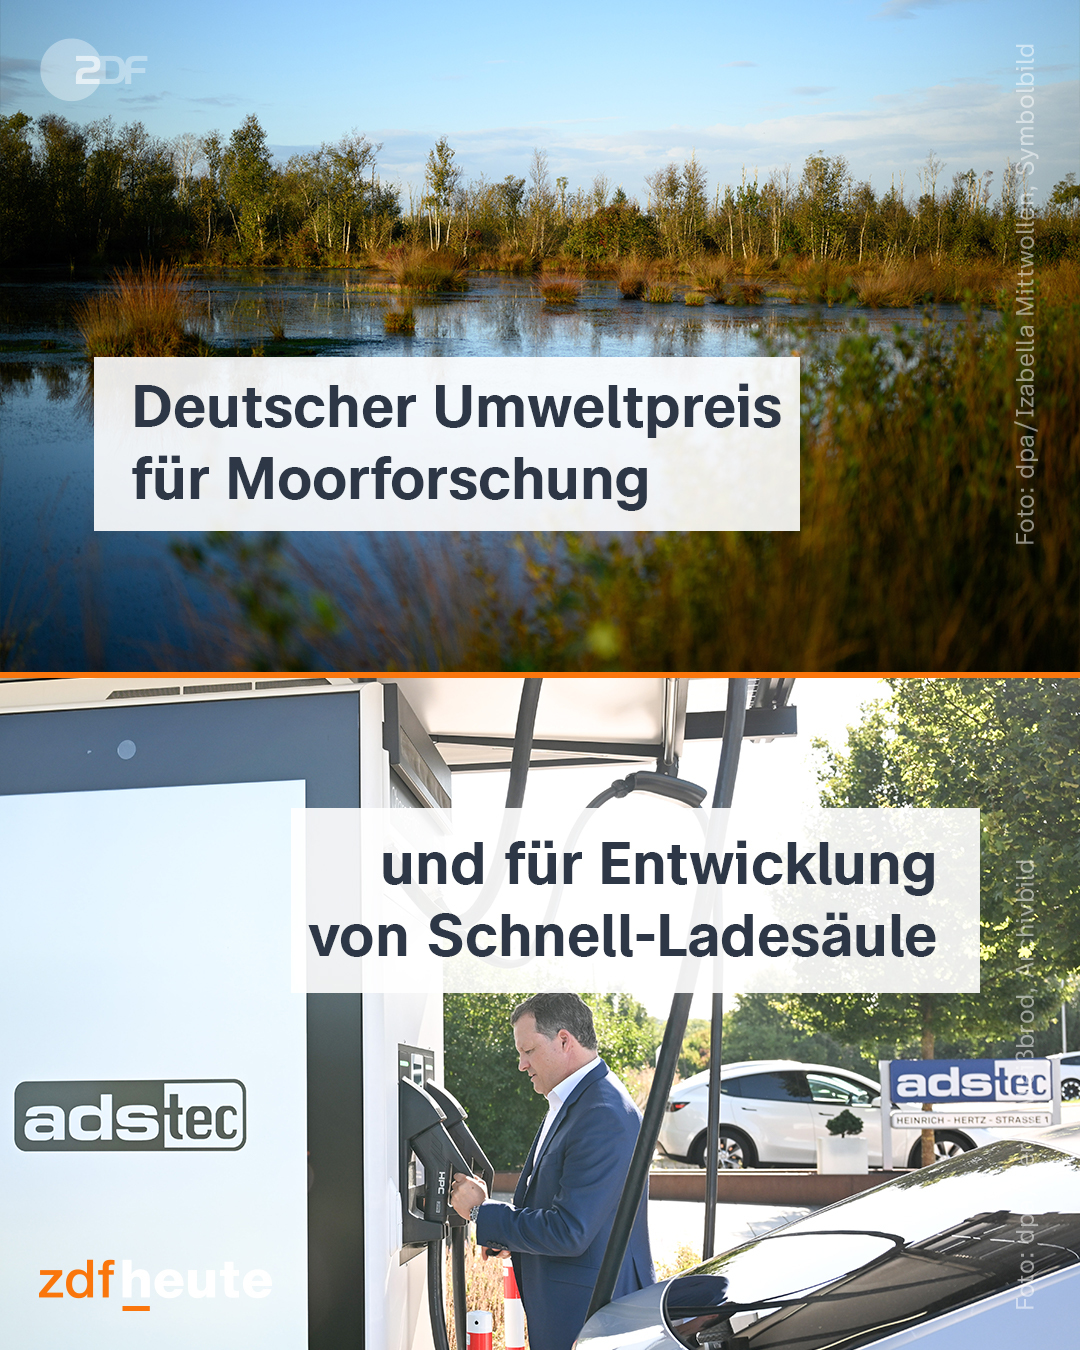 ZDF
Foto: dpa/Izabella Mittwollen, Symbolbild
Deutscher Umweltpreis
für Moorforschung
und für Entwicklung
von Schnell-Ladesäule
adstec
HPC
adstec
HEINRICH - HERTZ - STRASSE 1
Archivbild
zdfheute